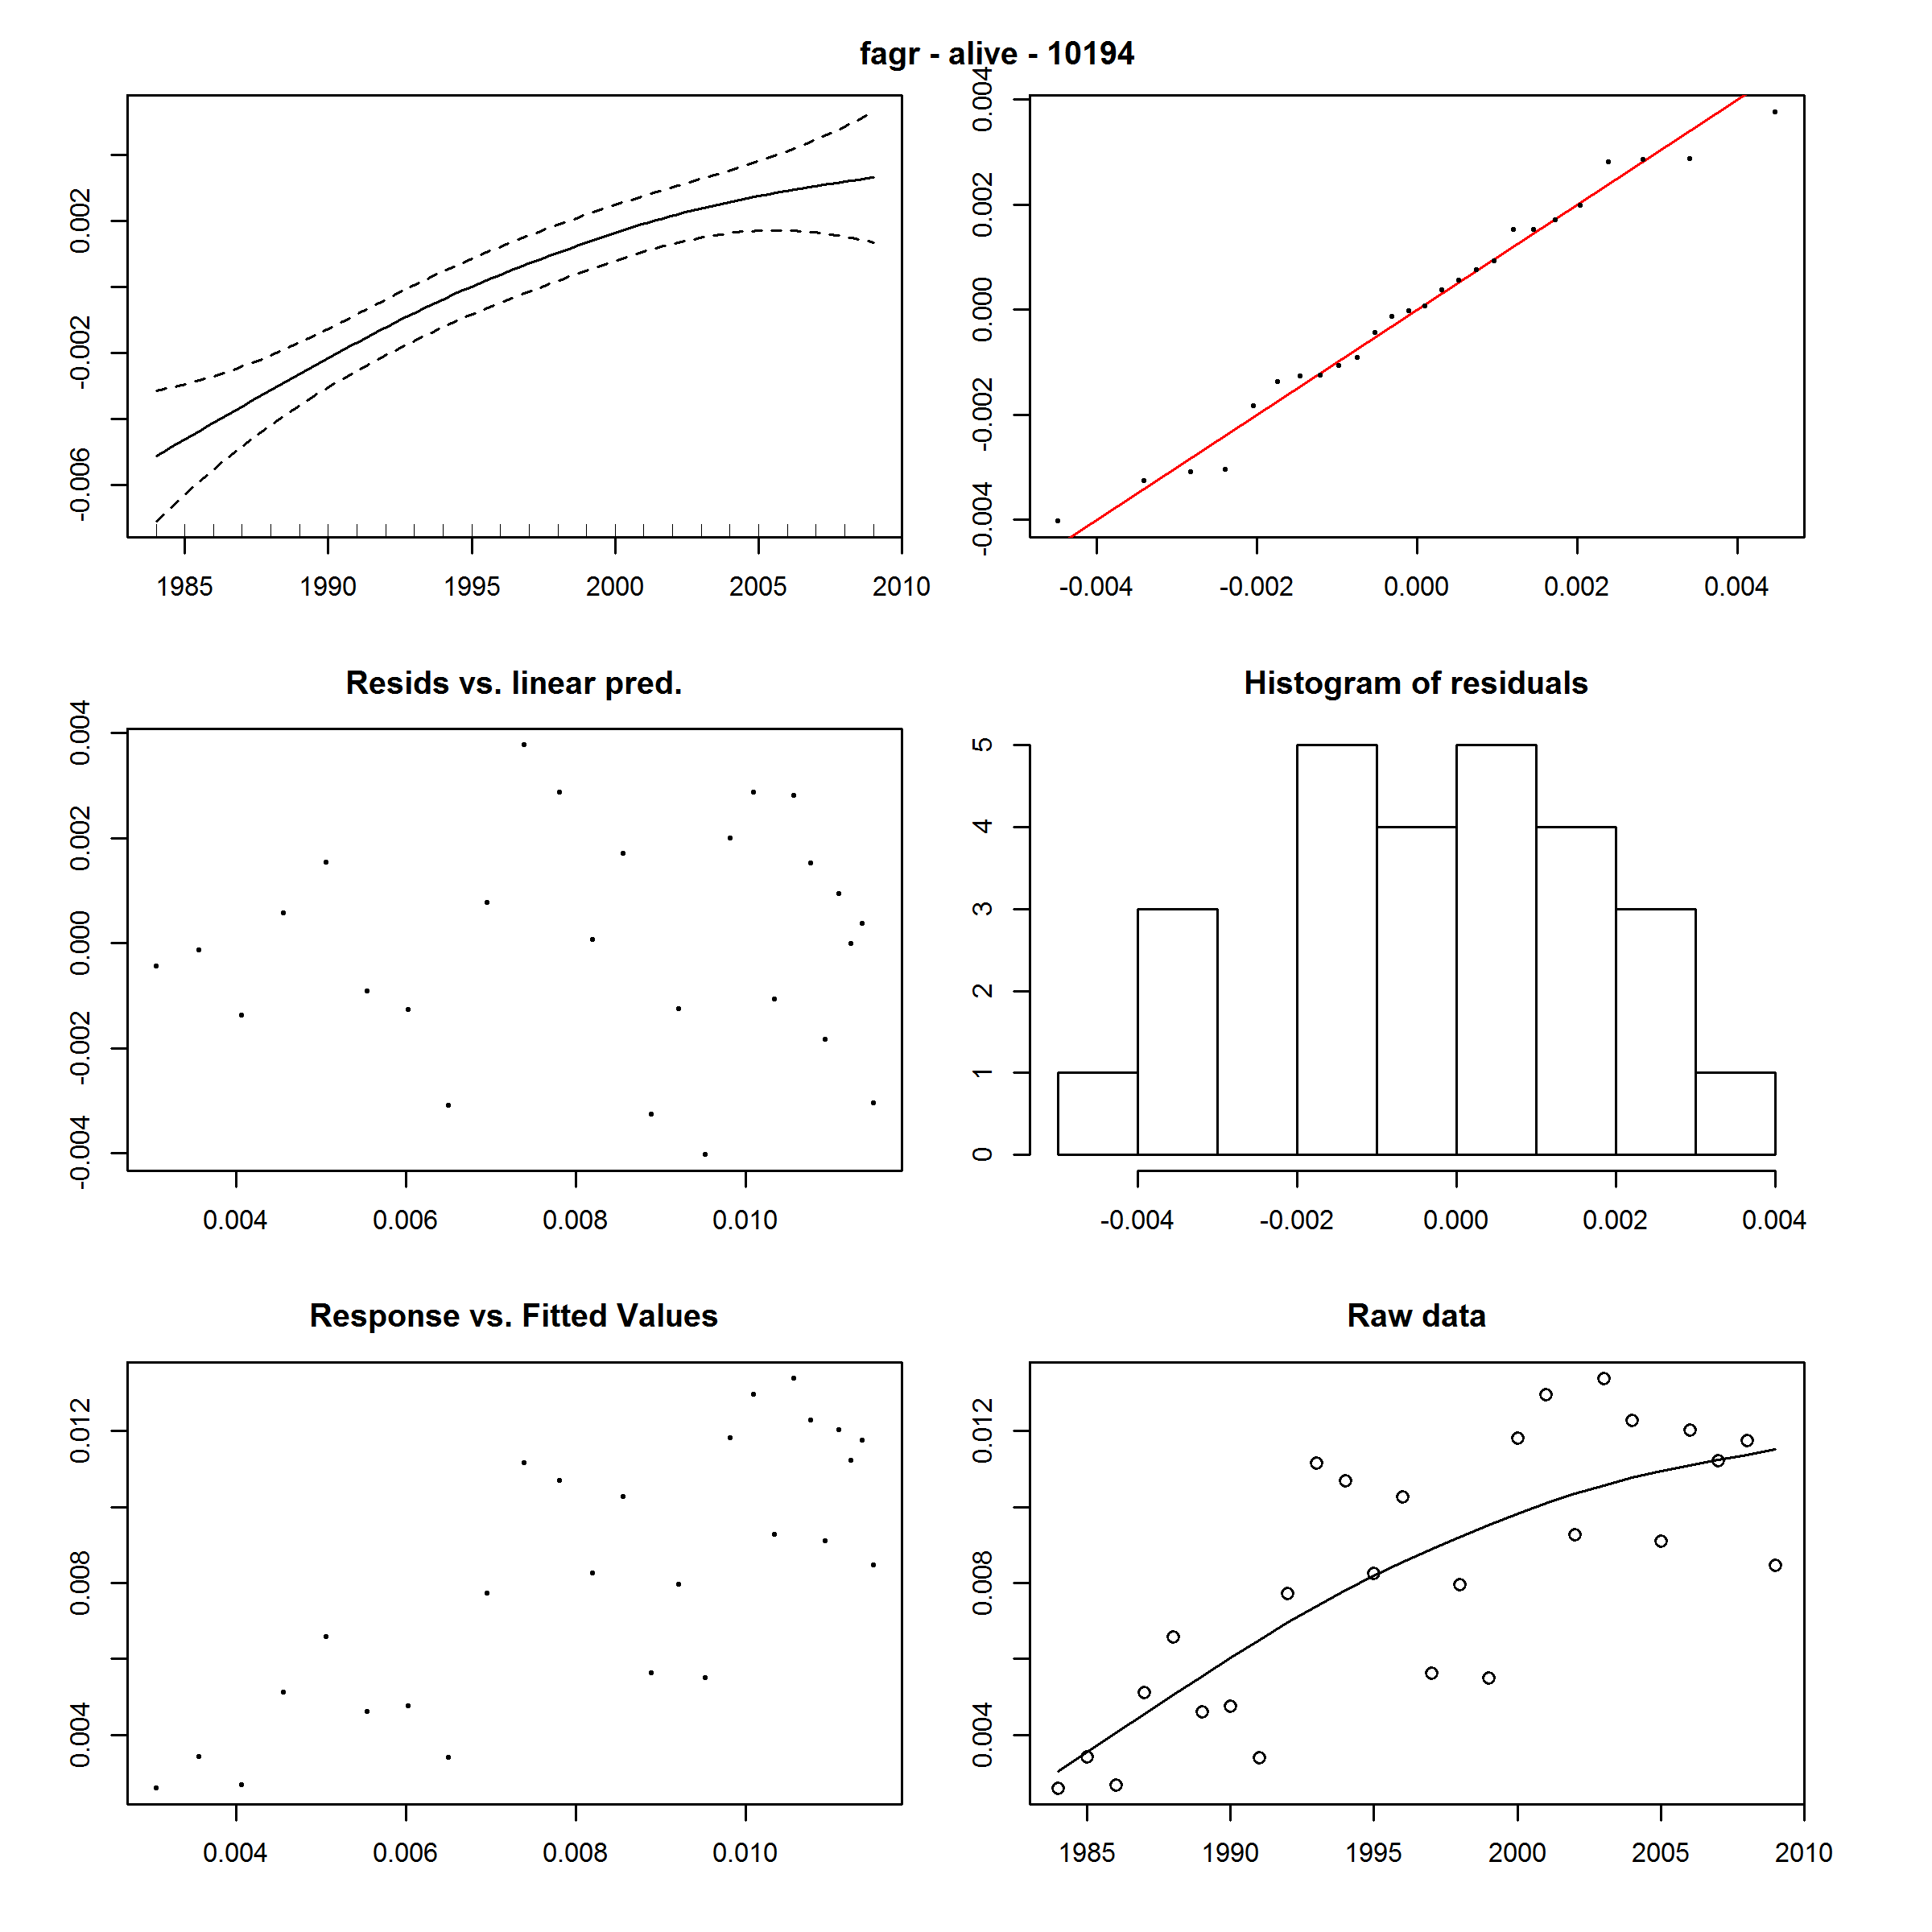 fagr - alive - 10194
0.002
-0.002
-0.006
1985 1990 1995 2000 2005 2010
0.004
0.002
0.000
-0.002
-0.004
-0.004 -0.002 0.000 0.002 0.004
Resids vs. linear pred.
0.004
0.002
0.000
-0.002
-0.004
0.004 0.006 0.008 0.010
Histogram of residuals
5
4
3
2
1
0
-0.004 -0.002 0.000 0.002 0.004
Response vs. Fitted Values
0.012
0.008
0.004
0.004 0.006 0.008 0.010
Raw data
0.012
0.008
0.004
1985 1990 1995 2000 2005 2010